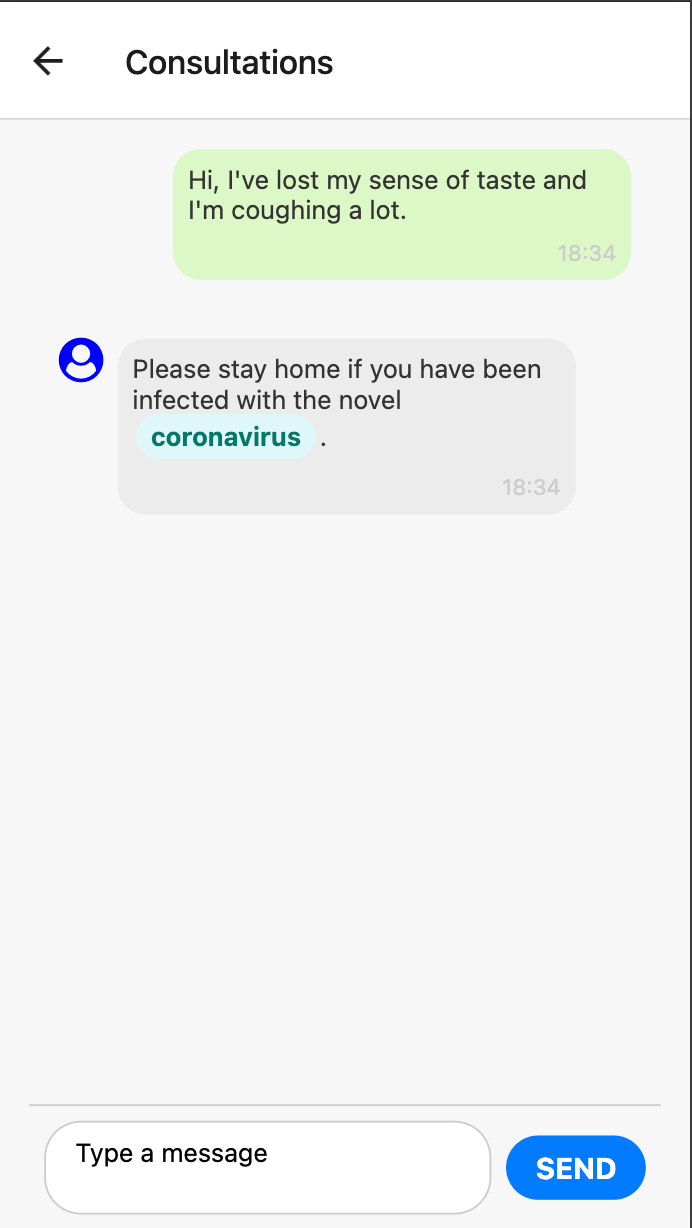 Consultations
Hi, I've lost my sense of taste and
I'm coughing a lot.
18:34
Please stay home if you have been
infected with the novel
coronavirus .
18:34
Type a message
SEND